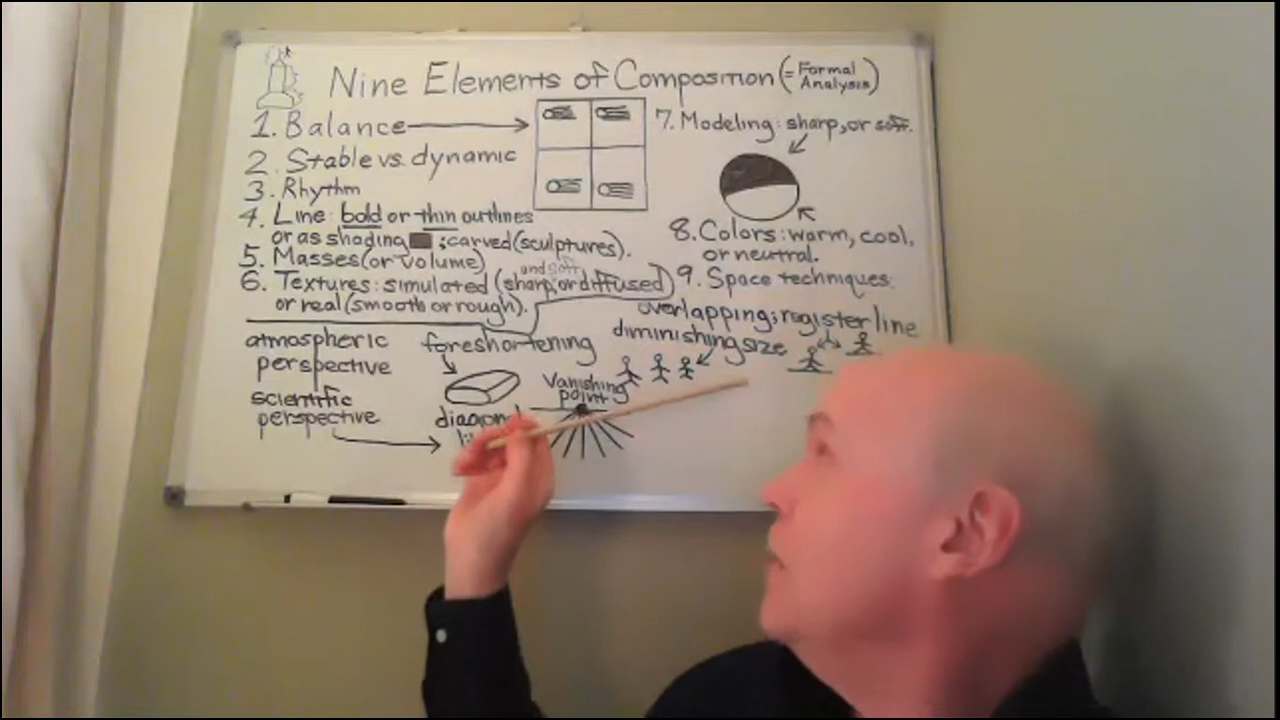 Nine Elements of Composition (= Formal Analysis)
1. Balance
2. Stable vs. dynamic
3. Rhythm
4. Line: bold or thin outlines
or as shading ; carved (sculptures).
5. Masses (or volume)
6. Textures: simulated (sharp, or diffused)
and soft
or real (smooth or rough).
7. Modeling: sharp, or soft.
8. Colors: warm, cool,
or neutral.
9. Space techniques:
overlapping; register line
diminishing size
atmospheric
perspective
scientific
perspective
foreshortening
Vanishing
point